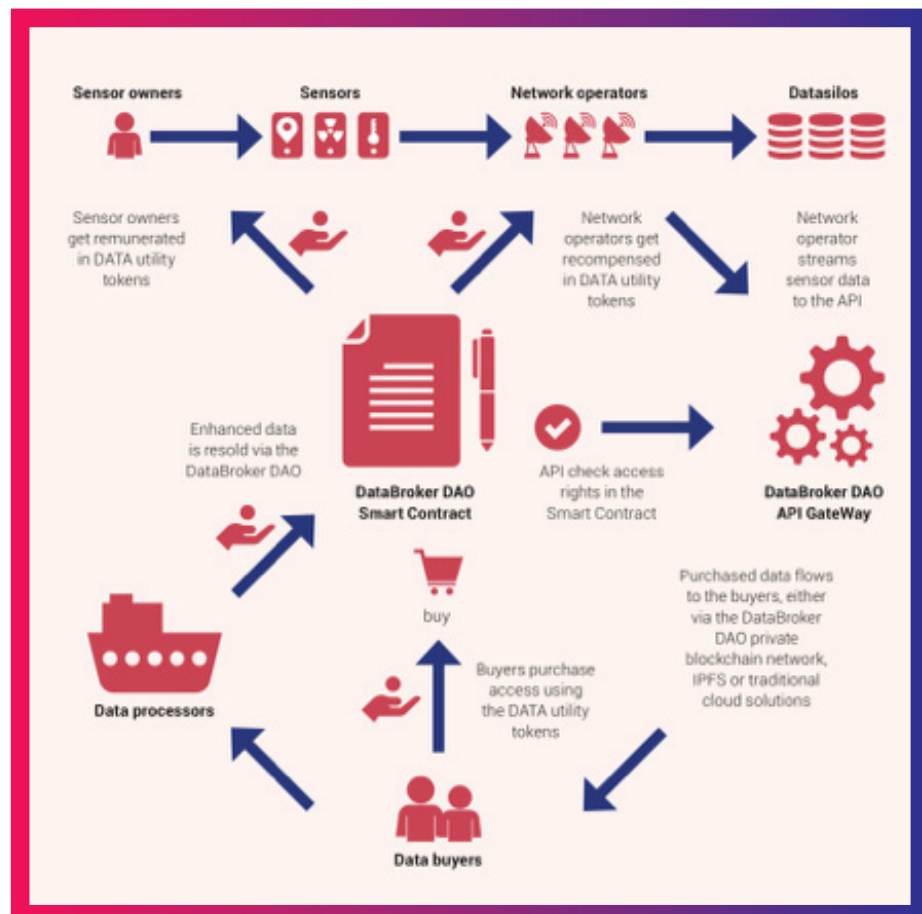 Sensor owners
Sensors
Network operators
Datasilos
Sensor owners
get remunerated
in DATA utility
tokens
Network
operators get
recompensed
in DATA utility
tokens
Network
operator
streams
sensor data
to the API
Enhanced data
is resold via the
DataBroker DAO
DataBroker DAO
Smart Contract
API check access
rights in the
Smart Contract
DataBroker DAO
API GateWay
buy
Purchased data flows
to the buyers, either
via the DataBroker
DAO private
blockchain network,
IPFS or traditional
cloud solutions
Buyers purchase
access using
the DATA utility
tokens
Data processors
Data buyers